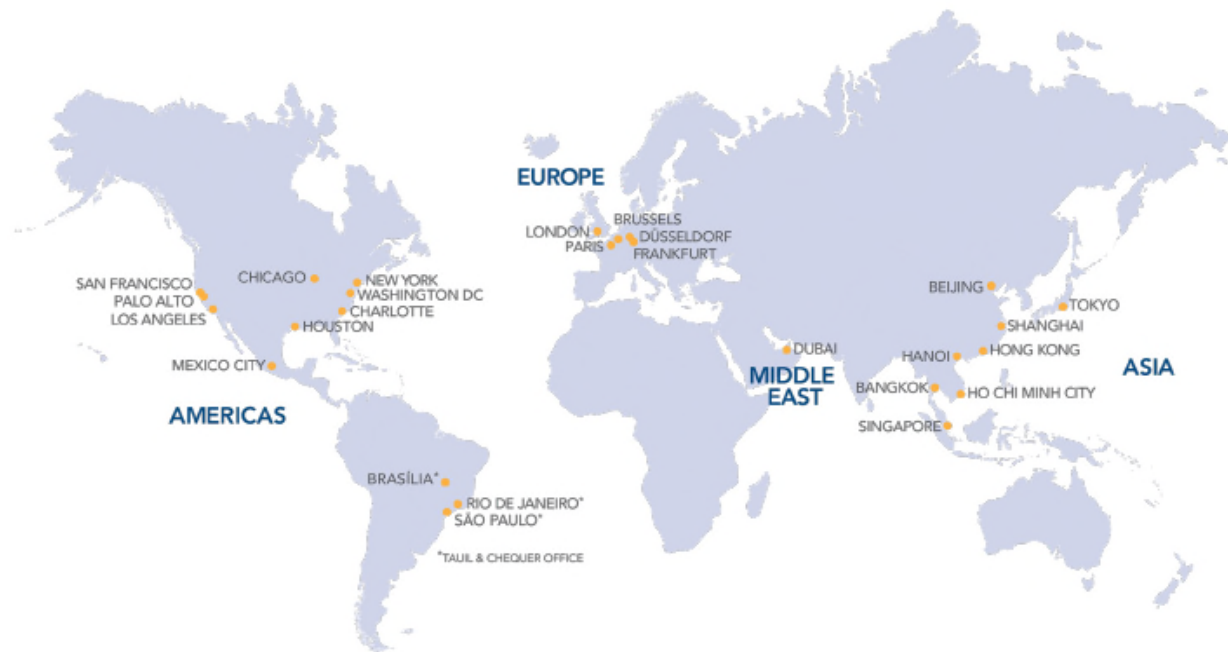 EUROPE
BRUSSELS
LONDON
DÜSSELDORF
PARIS
FRANKFURT
SAN FRANCISCO
CHICAGO
NEW YORK
PALO ALTO
WASHINGTON DC
LOS ANGELES
CHARLOTTE
HOUSTON
MEXICO CITY
AMERICAS
BRASÍLIA*
RIO DE JANEIRO*
SÃO PAULO*
*TAUIL & CHEQUER OFFICE
DUBAI
MIDDLE
EAST
BEIJING
TOKYO
SHANGHAI
HANOI
HONG KONG
ASIA
BANGKOK
HO CHI MINH CITY
SINGAPORE